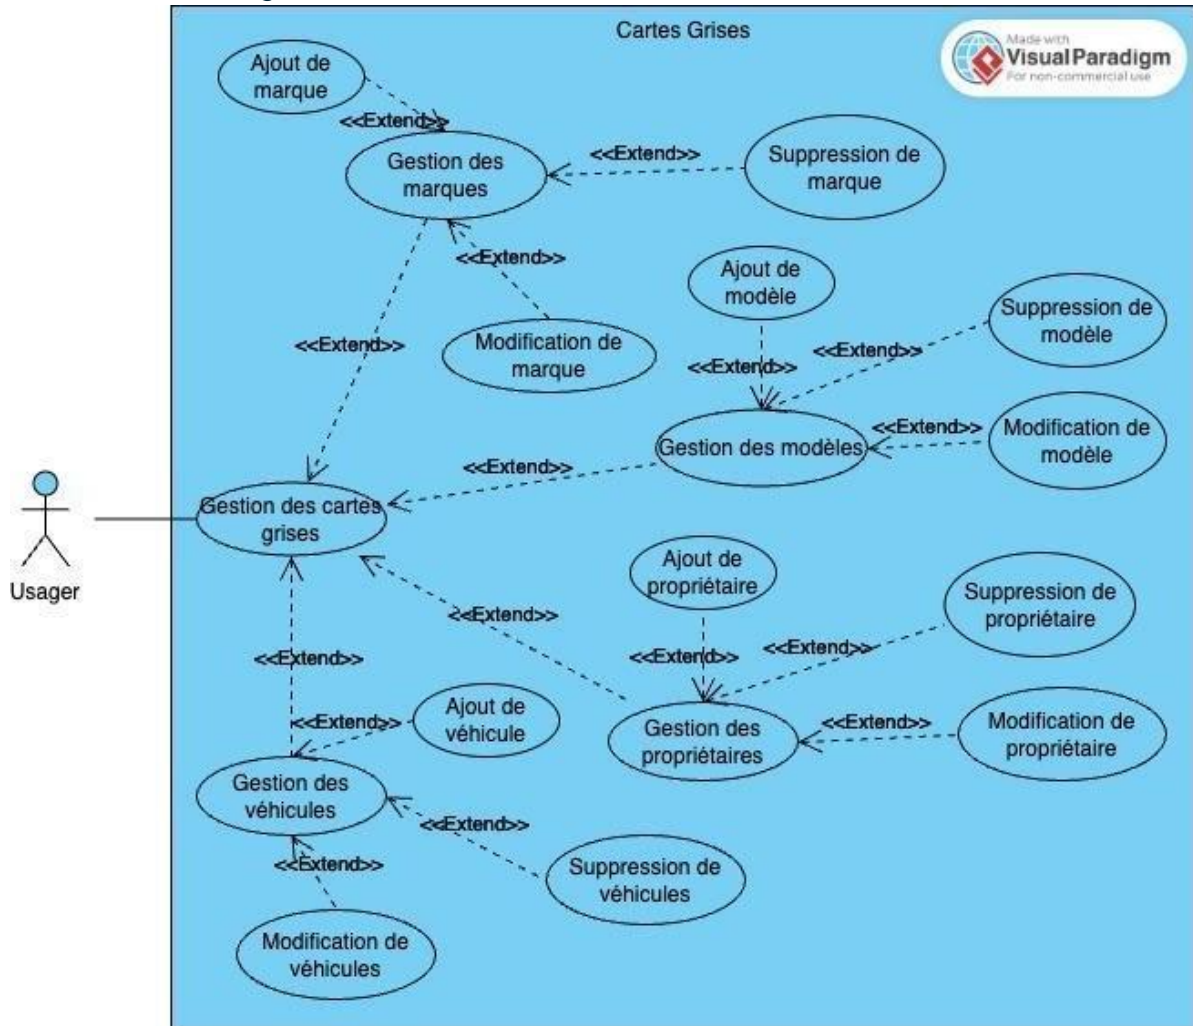 Cartes Grises
Made with
Visual Paradigm
For non-commercial use
Ajout de
marque
<<Extend>>
Gestion des
marques
<<Extend>>
Suppression de
marque
<<Extend>>
Modification de
marque
<<Extend>>
Ajout de
modèle
<<Extend>>
Suppression de
modèle
<<Extend>>
Gestion des modèles
<<Extend>>
Modification de
modèle
<<Extend>>
Gestion des cartes
grises
Usager
Ajout de
propriétaire
<<Extend>>
Suppression de
propriétaire
<<Extend>>
<<Extend>>
Gestion des
propriétaires
<<Extend>>
Modification de
propriétaire
<<Extend>>
Ajout de
véhicule
<<Extend>>
Gestion des
véhicules
<<Extend>>
Suppression de
véhicules
<<Extend>>
Modification de
véhicules